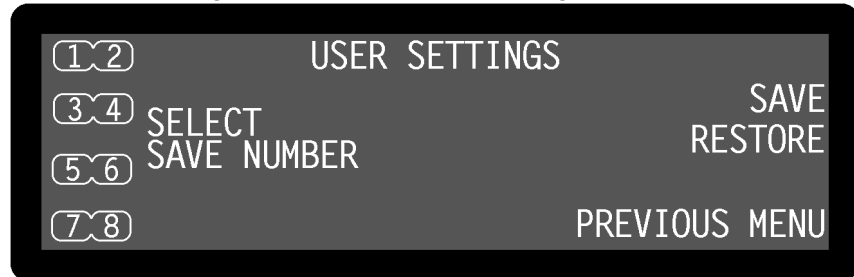 1 2 USER SETTINGS
3 4 SAVE
SELECT
RESTORE
SAVE NUMBER
5 6
7 8 PREVIOUS MENU